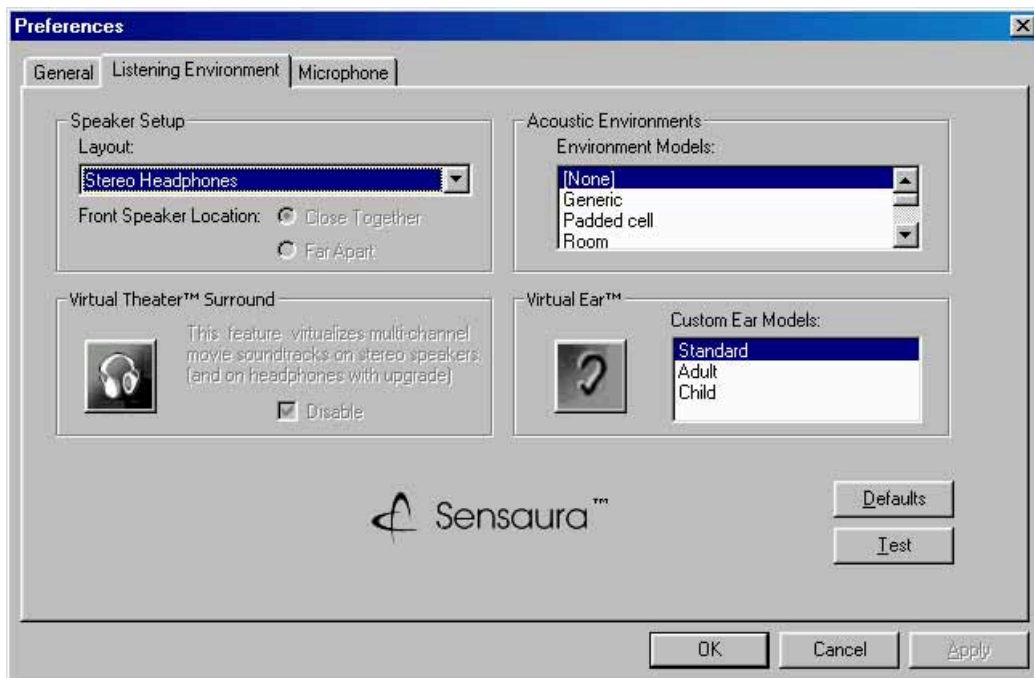 Preferences
General
Listening Environment
Microphone
Speaker Setup
Layout:
Stereo Headphones
Front Speaker Location:
Close Together
Far Apart
Acoustic Environments
Environment Models:
[None]
Generic
Padded cell
Room
Virtual Theater™ Surround
This feature virtualizes multi-channel
movie soundtracks on stereo speakers
(and on headphones with upgrade)
Disable
Virtual Ear™
Custom Ear Models:
Standard
Adult
Child
Sensaura™
Defaults
Test
OK
Cancel
Apply